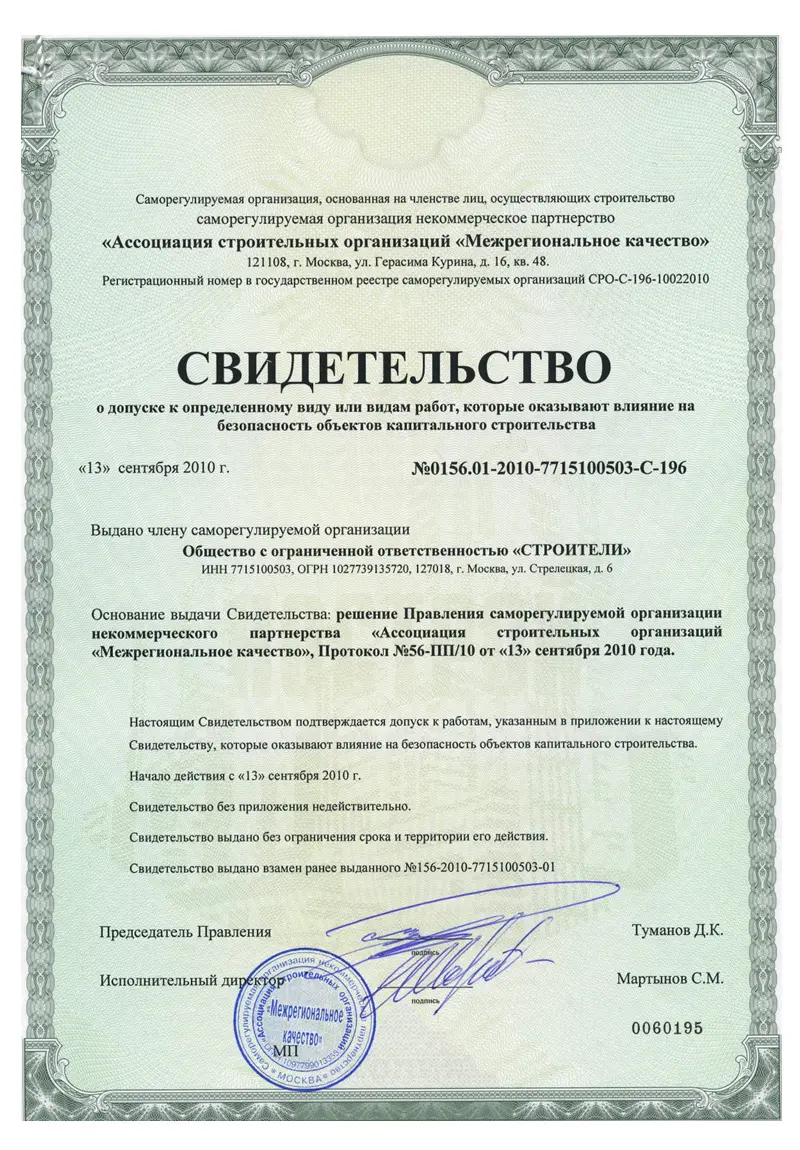 Саморегулируемая организация, основанная на членстве лиц, осуществляющих строительство
саморегулируемая организация некоммерческое партнерство
«Ассоциация строительных организаций «Межрегиональное качество»
121108, г. Москва, ул. Герасима Курина, д. 16, кв. 48.
Регистрационный номер в государственном реестре саморегулируемых организаций СРО-С-196-10022010
СВИДЕТЕЛЬСТВО
о допуске к определенному виду или видам работ, которые оказывают влияние на
безопасность объектов капитального строительства
«13» сентября 2010 г. №0156.01-2010-7715100503-С-196
Выдано члену саморегулируемой организации
Общество с ограниченной ответственностью «СТРОИТЕЛИ»
ИНН 7715100503, ОГРН 1027739135720, 127018, г. Москва, ул. Стрелецкая, д. 6
Основание выдачи Свидетельства: решение Правления саморегулируемой организации
некоммерческого партнерства «Ассоциация строительных организаций
«Межрегиональное качество», Протокол №56-ПП/10 от «13» сентября 2010 года.
Настоящим Свидетельством подтверждается допуск к работам, указанным в приложении к настоящему
Свидетельству, которые оказывают влияние на безопасность объектов капитального строительства.
Начало действия с «13» сентября 2010 г.
Свидетельство без приложения недействительно.
Свидетельство выдано без ограничения срока и территории его действия.
Свидетельство выдано взамен ранее выданного №156-2010-7715100503-01
Председатель Правления Туманов Д.К.
подпись
Исполнительный директор Мартынов С.М.
подпись
0060195
Саморегулируемая организация некоммерческое партнерство
Ассоциация строительных организаций
«Межрегиональное
качество»
МП
МОСКВА